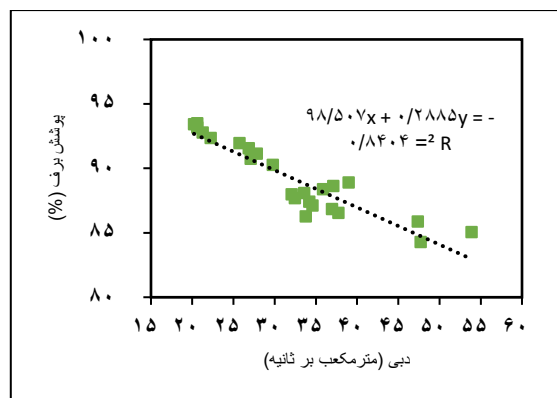 ۱۰۰
۹۵
۹۰
۸۵
۸۰
پوشش برف (%)
۹۸/۵۰۷x + ۰/۲۸۸۵y = -
۰/۸۴۰۴ =² R
۱۵ ۲۰ ۲۵ ۳۰ ۳۵ ۴۰ ۴۵ ۵۰ ۵۵ ۶۰
دبی (مترمکعب بر ثانیه)